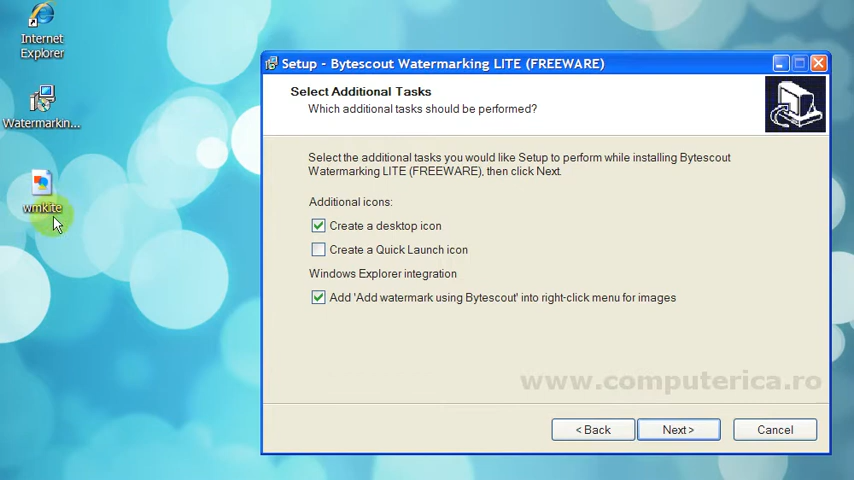 Internet
Explorer
Watermarkin...
wmkite
Setup - Bytescout Watermarking LITE (FREEWARE)
Select Additional Tasks
Which additional tasks should be performed?
Select the additional tasks you would like Setup to perform while installing Bytescout
Watermarking LITE (FREEWARE), then click Next.
Additional icons:
Create a desktop icon
Create a Quick Launch icon
Windows Explorer integration
Add 'Add watermark using Bytescout' into right-click menu for images
www.computerica.ro
< Back
Next >
Cancel